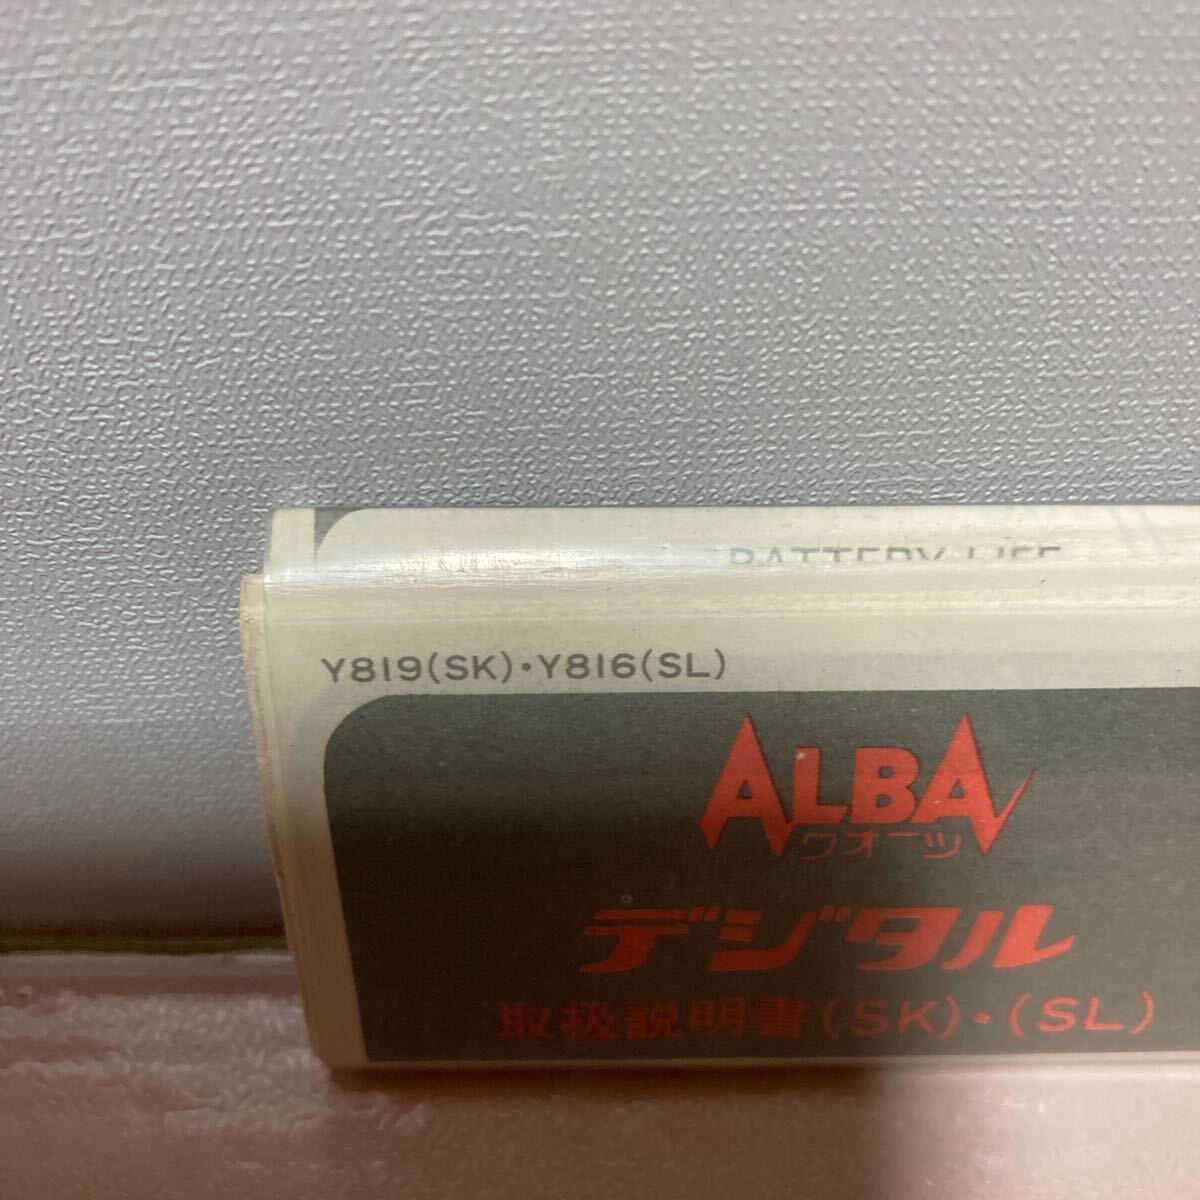 BATTERY LIFE
Y819(SK)・Y816(SL)
ALBA
クオーツ
デジタル
取扱説明書(SK)・(SL)